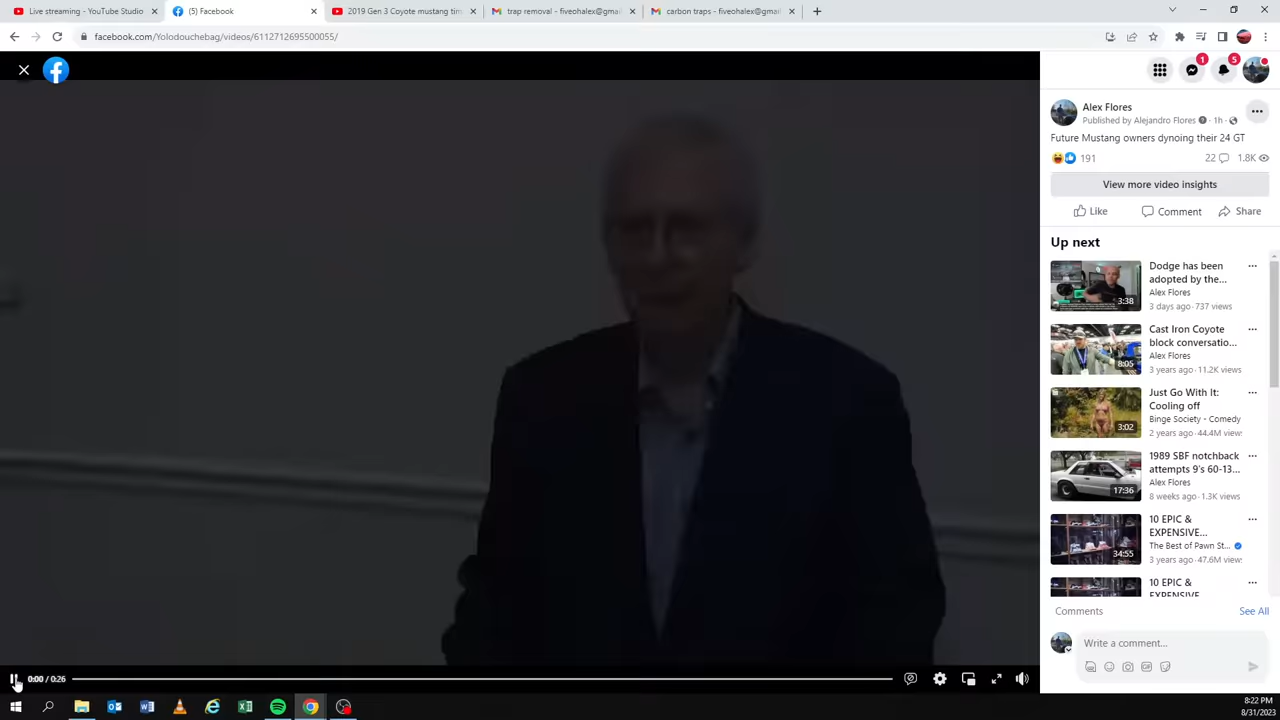 Live streaming - YouTube Studio
(5) Facebook
2019 Gen 3 Coyote mustang tim
trap removal - fiveohalex@gmai
carbon traps - fiveohalex@gmai
facebook.com/Yolodouchebag/videos/6112712695500055/
1
5
Alex Flores
Published by Alejandro Flores · 1h ·
Future Mustang owners dynoing their 24 GT
191
22
1.8K
View more video insights
Like
Comment
Share
Up next
3:38
Dodge has been
adopted by the...
Alex Flores
3 days ago · 737 views
8:05
Cast Iron Coyote
block conversatio...
Alex Flores
3 years ago · 11.2K views
3:02
Just Go With It:
Cooling off
Binge Society - Comedy
2 years ago · 44.4M views
17:36
1989 SBF notchback
attempts 9's 60-13...
Alex Flores
8 weeks ago · 1.3K views
34:55
10 EPIC &
EXPENSIVE...
The Best of Pawn St...
3 years ago · 47.6M views
10 EPIC &
EXPENSIVE
Comments
See All
Write a comment...
0:00 / 0:26
8:22 PM
8/31/2023